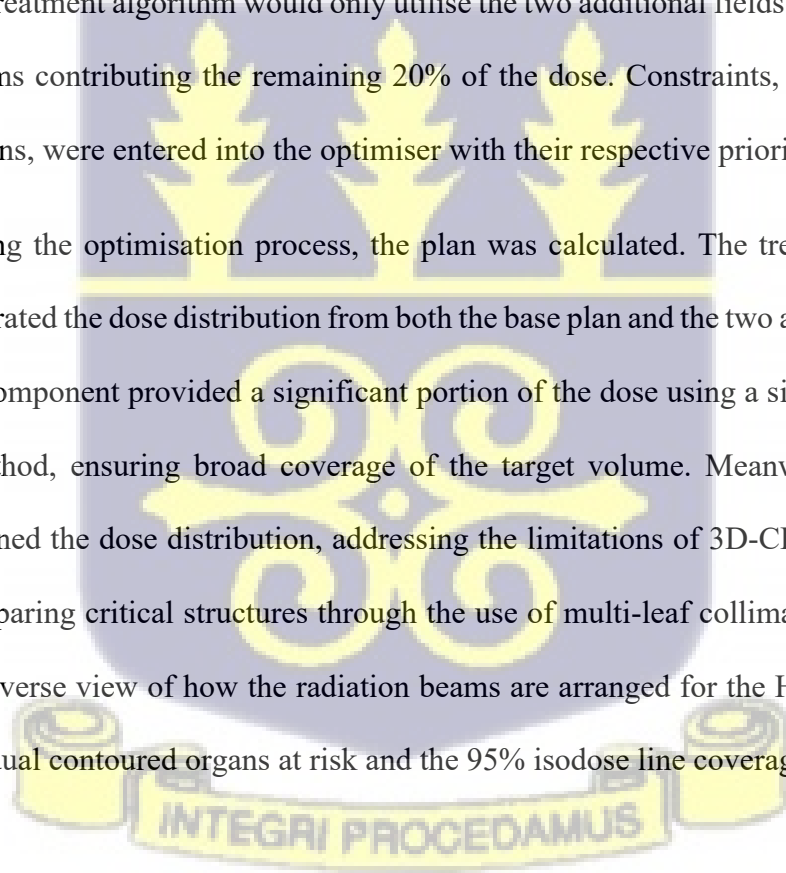 reatment algorithm would only utilise the two additional fields
ms contributing the remaining 20% of the dose. Constraints,
ns, were entered into the optimiser with their respective priori
ng the optimisation process, the plan was calculated. The tre
rated the dose distribution from both the base plan and the two a
omponent provided a significant portion of the dose using a si
thod, ensuring broad coverage of the target volume. Meanw
ned the dose distribution, addressing the limitations of 3D-C
paring critical structures through the use of multi-leaf collima
verse view of how the radiation beams are arranged for the H
ual contoured organs at risk and the 95% isodose line coverag
INTEGRI PROCEDAMUS